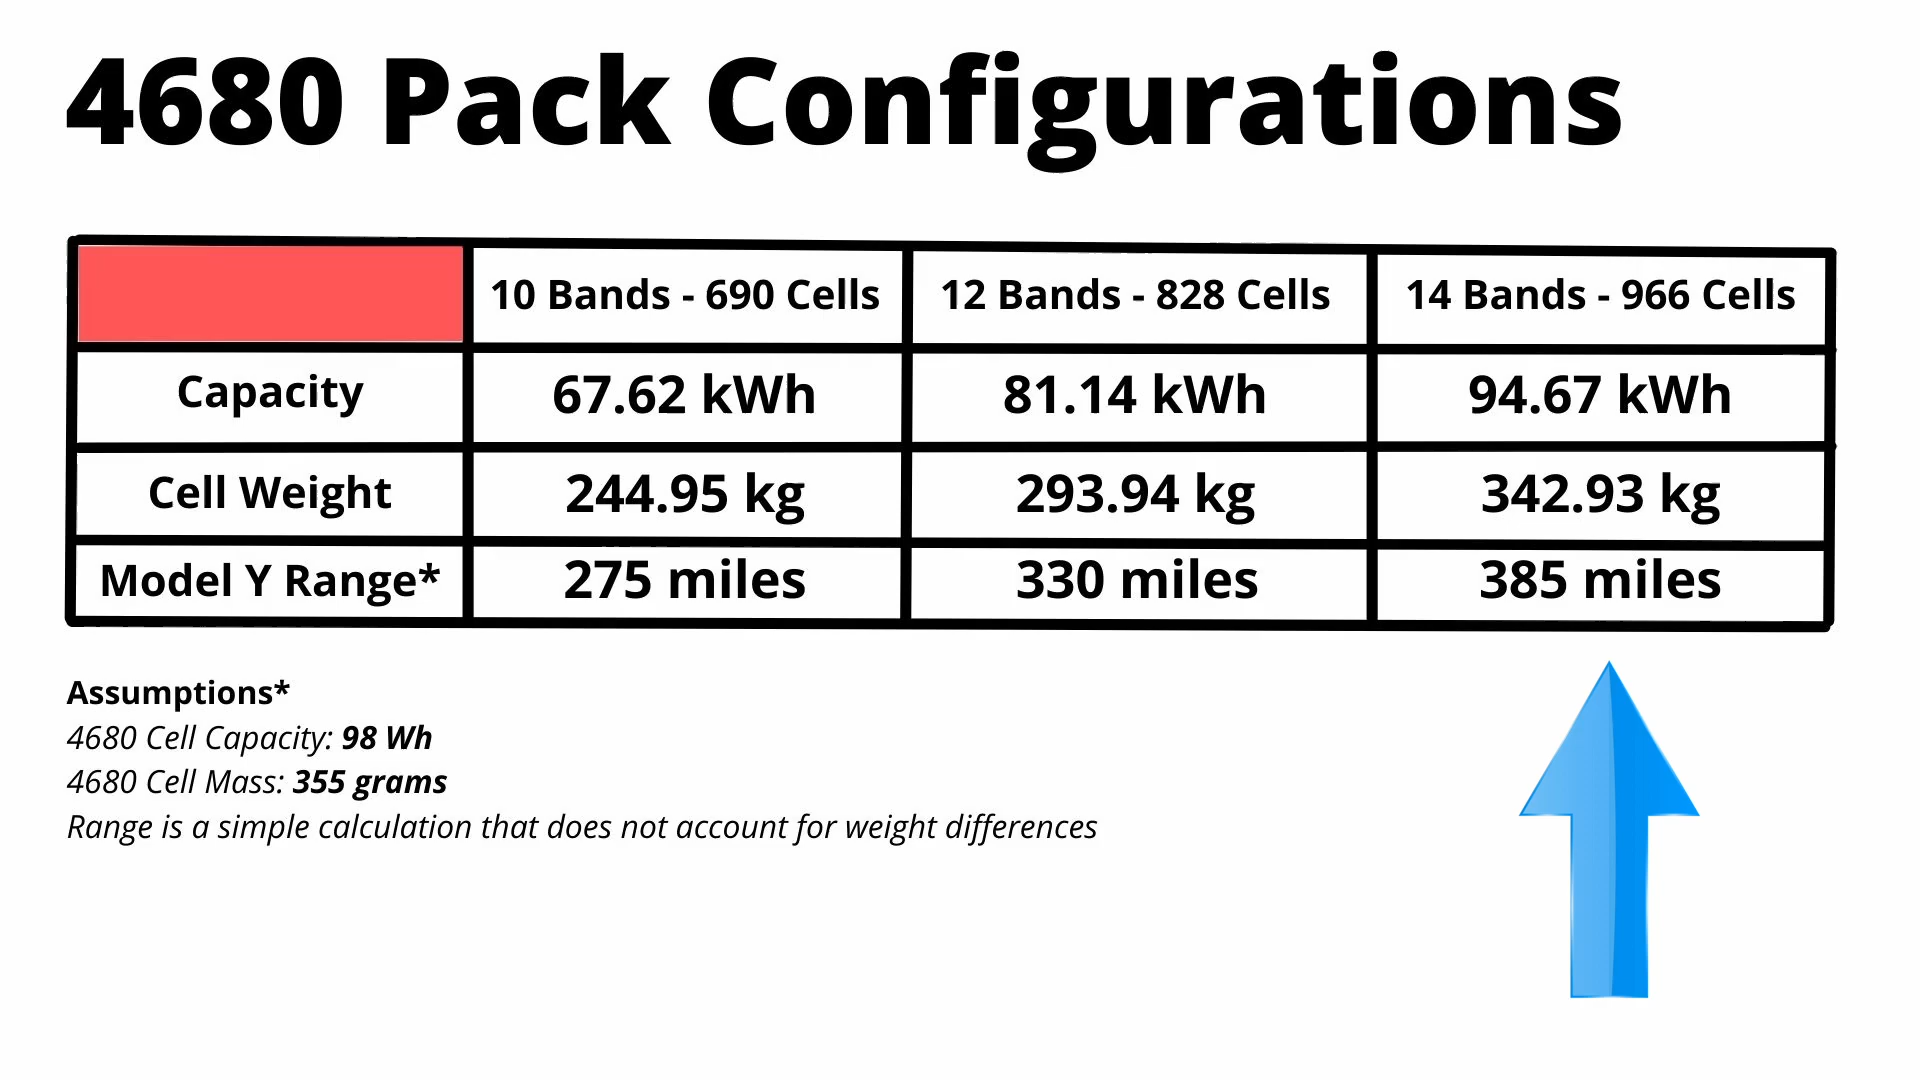 4680 Pack Configurations
10 Bands - 690 Cells 12 Bands - 828 Cells 14 Bands - 966 Cells
Capacity 67.62 kWh 81.14 kWh 94.67 kWh
Cell Weight 244.95 kg 293.94 kg 342.93 kg
Model Y Range* 275 miles 330 miles 385 miles
Assumptions*
4680 Cell Capacity: 98 Wh
4680 Cell Mass: 355 grams
Range is a simple calculation that does not account for weight differences